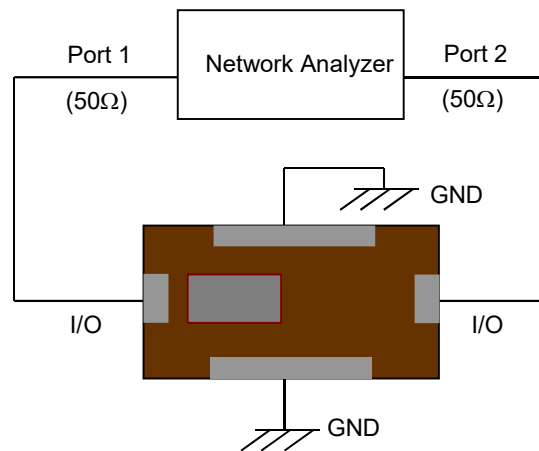 Port 1
Network Analyzer
Port 2
(50Ω)
(50Ω)
GND
I/O
I/O
GND